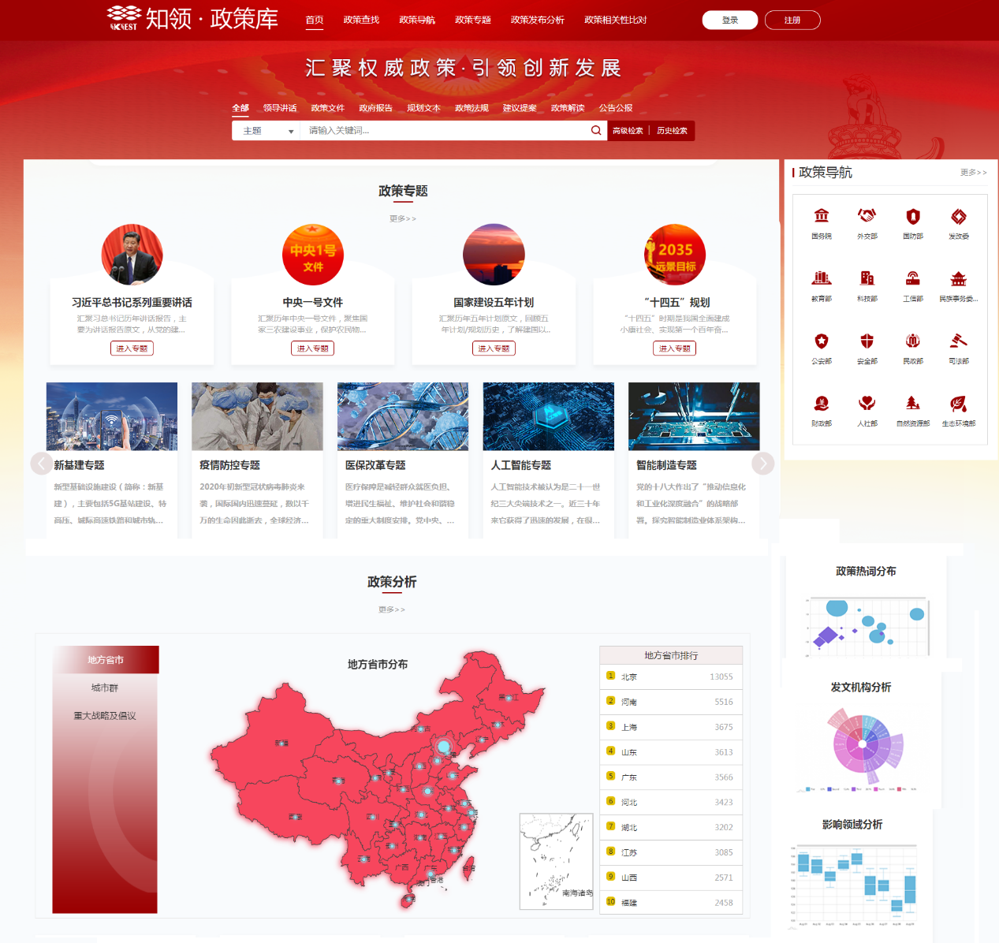 IKNEST 知领·政策库
首页 政策查找 政策导航 政策专题 政策发布分析 政策相关性比对
登录 注册
汇聚权威政策·引领创新发展
全部 领导讲话 政策文件 政府报告 规划文本 政策法规 建议提案 政策解读 公告公报
主题 请输入关键词... 高级检索 历史检索
政策专题
更多>>
中央1号
文件
2035
远景目标
习近平总书记系列重要讲话
汇聚习总书记历年讲话报告，主
要为讲话报告原文，从党的建...
进入专题
中央一号文件
汇聚历年中央一号文件，聚焦国
家三农建设事业，保护农民物...
进入专题
国家建设五年计划
汇聚历年五年计划原文，回顾五
年计划/规划历史，了解建国以...
进入专题
“十四五”规划
“十四五”时期是我国全面建成
小康社会、实现第一个百年奋...
进入专题
新基建专题
新型基础设施建设（简称：新基
建），主要包括5G基站建设、特
高压、城际高速铁路和城市轨...
疫情防控专题
2020年初新型冠状病毒肺炎来
袭，国际国内迅速蔓延，数以千
万的生命因此逝去，全球经济...
医保改革专题
医疗保障是减轻群众就医负担、
增进民生福祉、维护社会和谐稳
定的重大制度安排。党中央、...
人工智能专题
人工智能技术被认为是二十一世
纪三大尖端技术之一。近三十年
来它获得了迅速的发展，在很...
智能制造专题
党的十八大作出了“推动信息化
和工业化深度融合”的战略部
署。探究智能制造业体系架构...
政策导航
更多>>
国务院 外交部 国防部 发改委
教育部 科技部 工信部 民族事务委...
公安部 安全部 民政部 司法部
财政部 人社部 自然资源部 生态环境部
政策分析
更多>>
地方省市
城市群
重大战略及倡议
地方省市分布
黑龙江
新疆
广西
广东
香港
澳门
台湾
南海诸岛
地方省市排行
1 北京 13055
2 河南 5516
3 上海 3675
4 山东 3613
5 广东 3566
6 河北 3423
7 湖北 3202
8 江苏 3085
9 山西 2571
10 福建 2458
政策热词分布
发文机构分析
影响领域分析